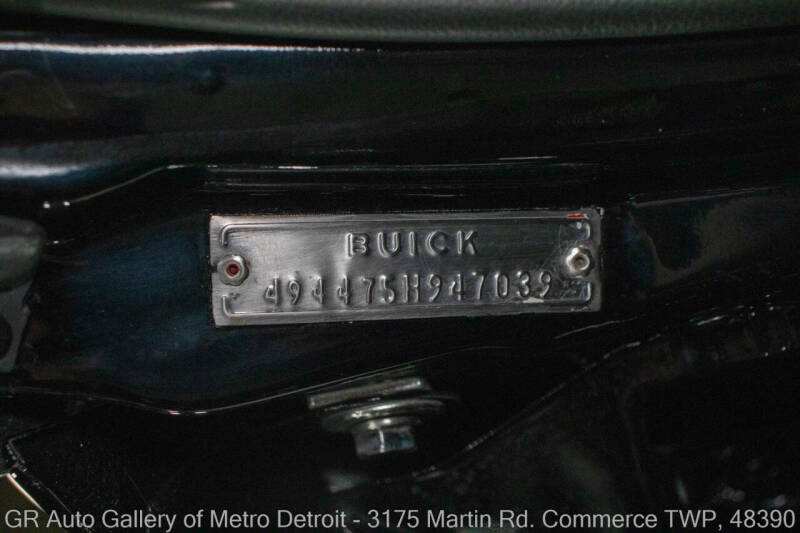 BUICK
494475H947039
GR Auto Gallery of Metro Detroit - 3175 Martin Rd. Commerce TWP, 48390